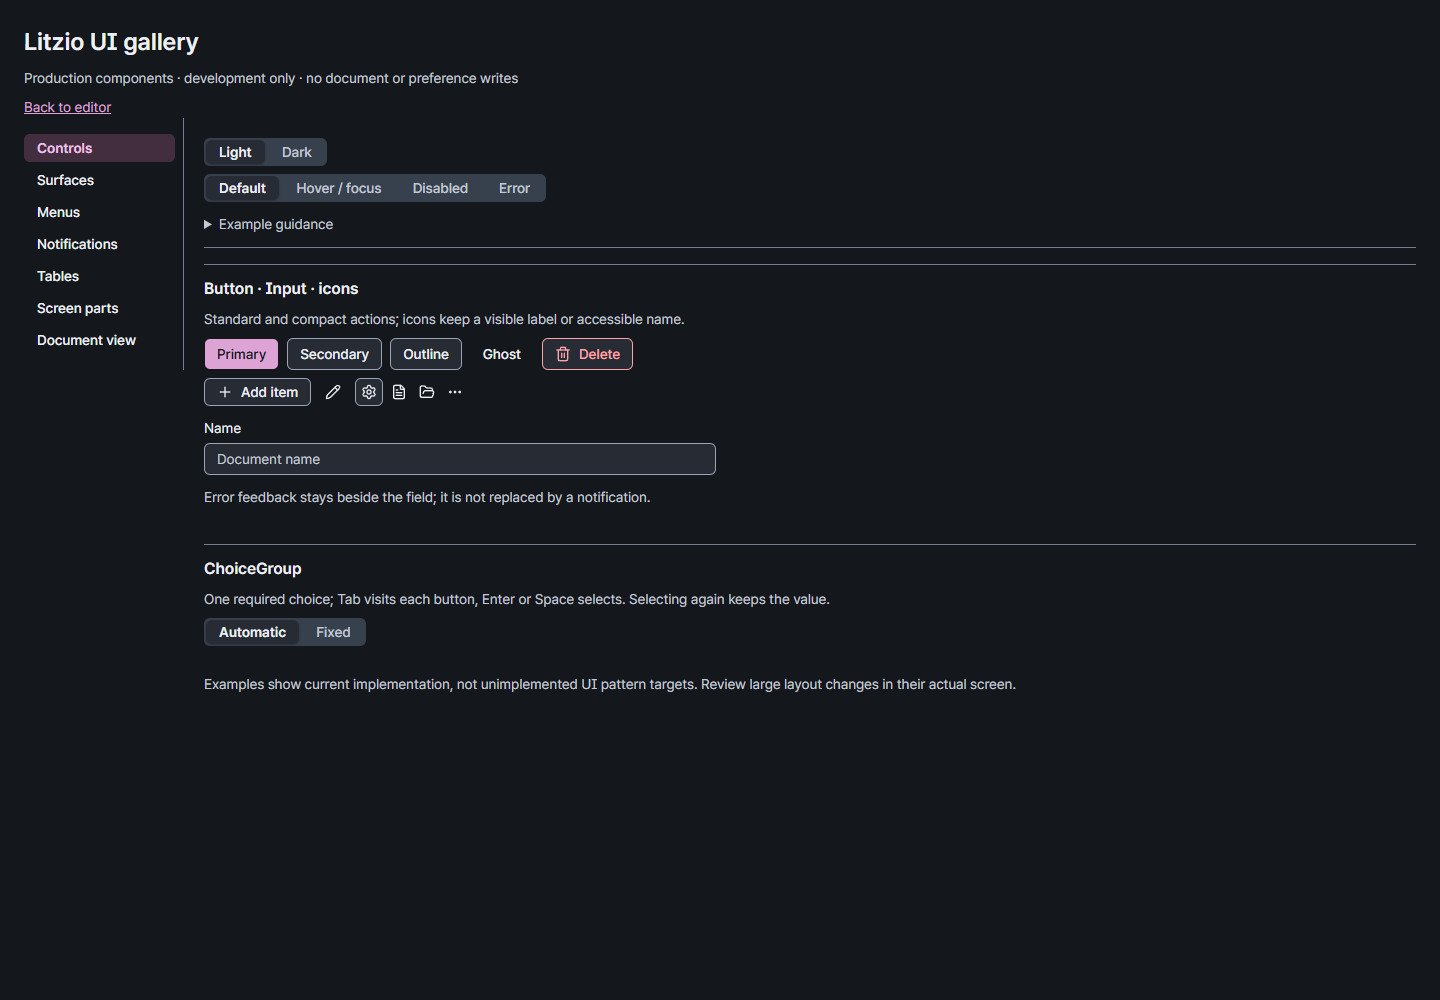 Litzio UI gallery
Production components · development only · no document or preference writes
Back to editor
Controls
Surfaces
Menus
Notifications
Tables
Screen parts
Document view
Light Dark
Default Hover / focus Disabled Error
Example guidance
Button · Input · icons
Standard and compact actions; icons keep a visible label or accessible name.
Primary Secondary Outline Ghost Delete
Add item
Name
Document name
Error feedback stays beside the field; it is not replaced by a notification.
ChoiceGroup
One required choice; Tab visits each button, Enter or Space selects. Selecting again keeps the value.
Automatic Fixed
Examples show current implementation, not unimplemented UI pattern targets. Review large layout changes in their actual screen.